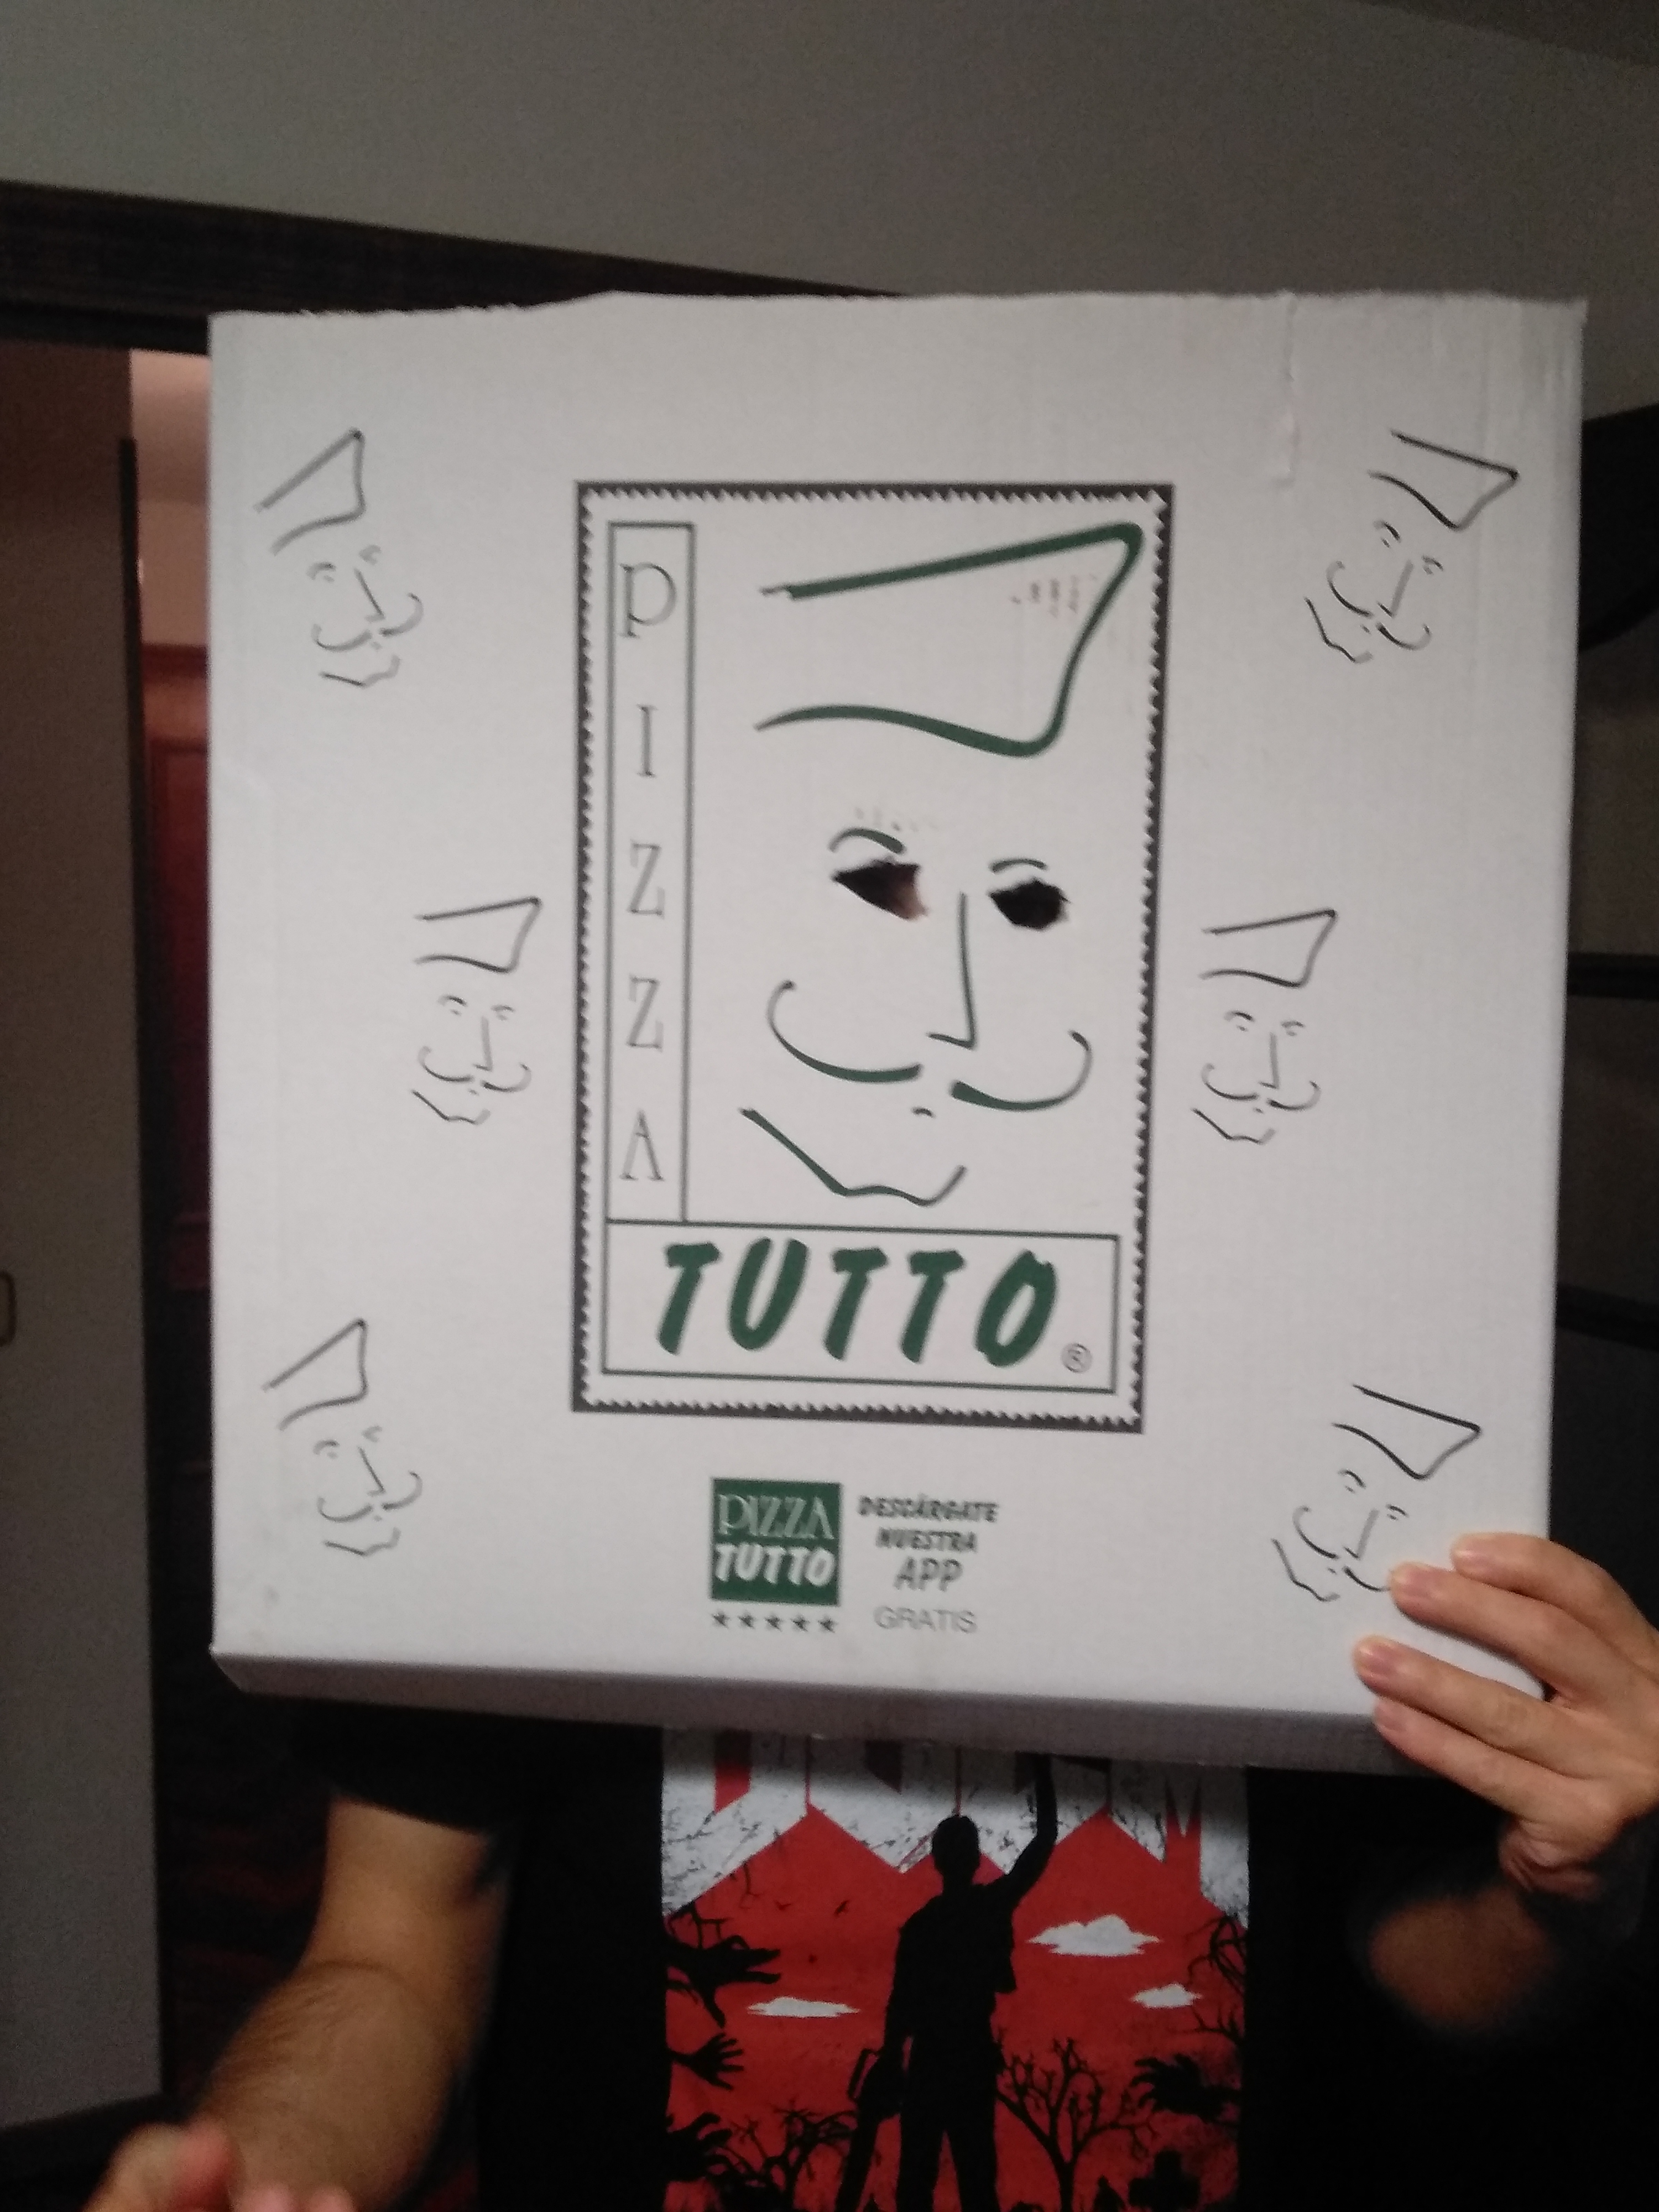 PIZZA
TUTTO®
PIZZA
TUTTO
DESCÁRGATE
NUESTRA
APP
GRATIS